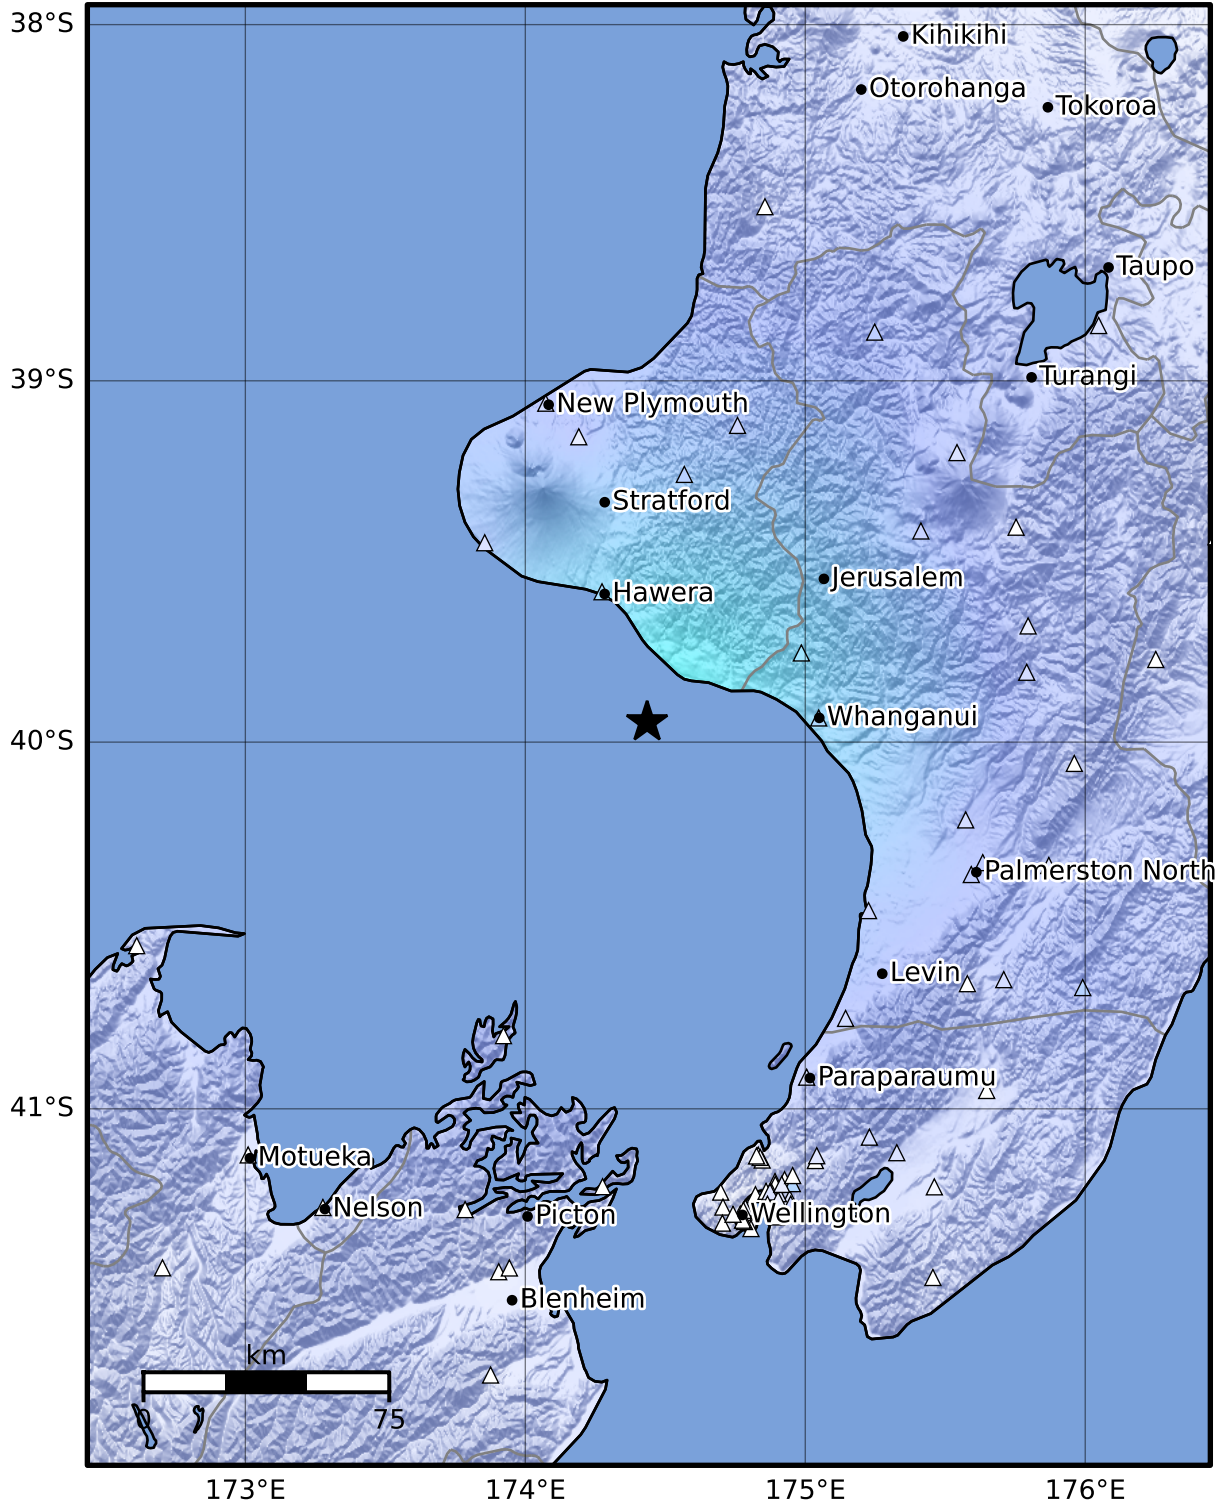 38°S
Kihikihi
Otorohanga
Tokoroa
Taupo
39°S
Turangi
New Plymouth
Stratford
Jerusalem
Hawera
Whanganui
40°S
Palmerston North
Levin
Paraparaumu
41°S
Motueka
Nelson
Picton
Wellington
Blenheim
km
0 75
173°E 174°E 175°E 176°E